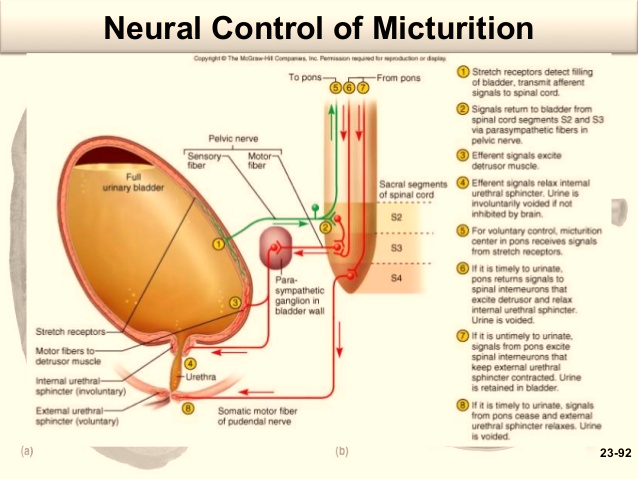 Neural Control of Micturition
Copyright © The McGraw-Hill Companies, Inc. Permission required for reproduction or display.
To pons
5 6 7
From pons
Pelvic nerve
Sensory
fiber
Motor
fiber
Full
urinary bladder
Sacral segments
of spinal cord
S2
S3
S4
1
2
3
4
8
Para-
sympathetic
ganglion in
bladder wall
Stretch receptors
Motor fibers to
detrusor muscle
Internal urethral
sphincter (involuntary)
External urethral
sphincter (voluntary)
Urethra
Somatic motor fiber
of pudendal nerve
(a)
(b)
1 Stretch receptors detect filling
of bladder, transmit afferent
signals to spinal cord.
2 Signals return to bladder from
spinal cord segments S2 and S3
via parasympathetic fibers in
pelvic nerve.
3 Efferent signals excite
detrusor muscle.
4 Efferent signals relax internal
urethral sphincter. Urine is
involuntarily voided if not
inhibited by brain.
5 For voluntary control, micturition
center in pons receives signals
from stretch receptors.
6 If it is timely to urinate,
pons returns signals to
spinal interneurons that
excite detrusor and relax
internal urethral sphincter.
Urine is voided.
7 If it is untimely to urinate,
signals from pons excite
spinal interneurons that
keep external urethral
sphincter contracted. Urine
is retained in bladder.
8 If it is timely to urinate, signals
from pons cease and external
urethral sphincter relaxes. Urine
is voided.
23-92